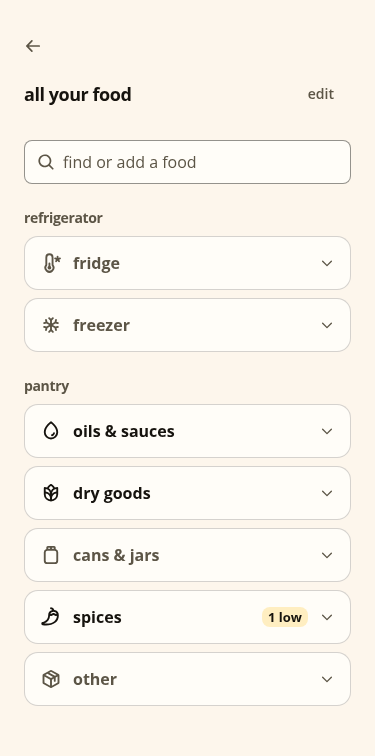 all your food
edit
find or add a food
refrigerator
fridge
freezer
pantry
oils & sauces
dry goods
cans & jars
spices
1 low
other